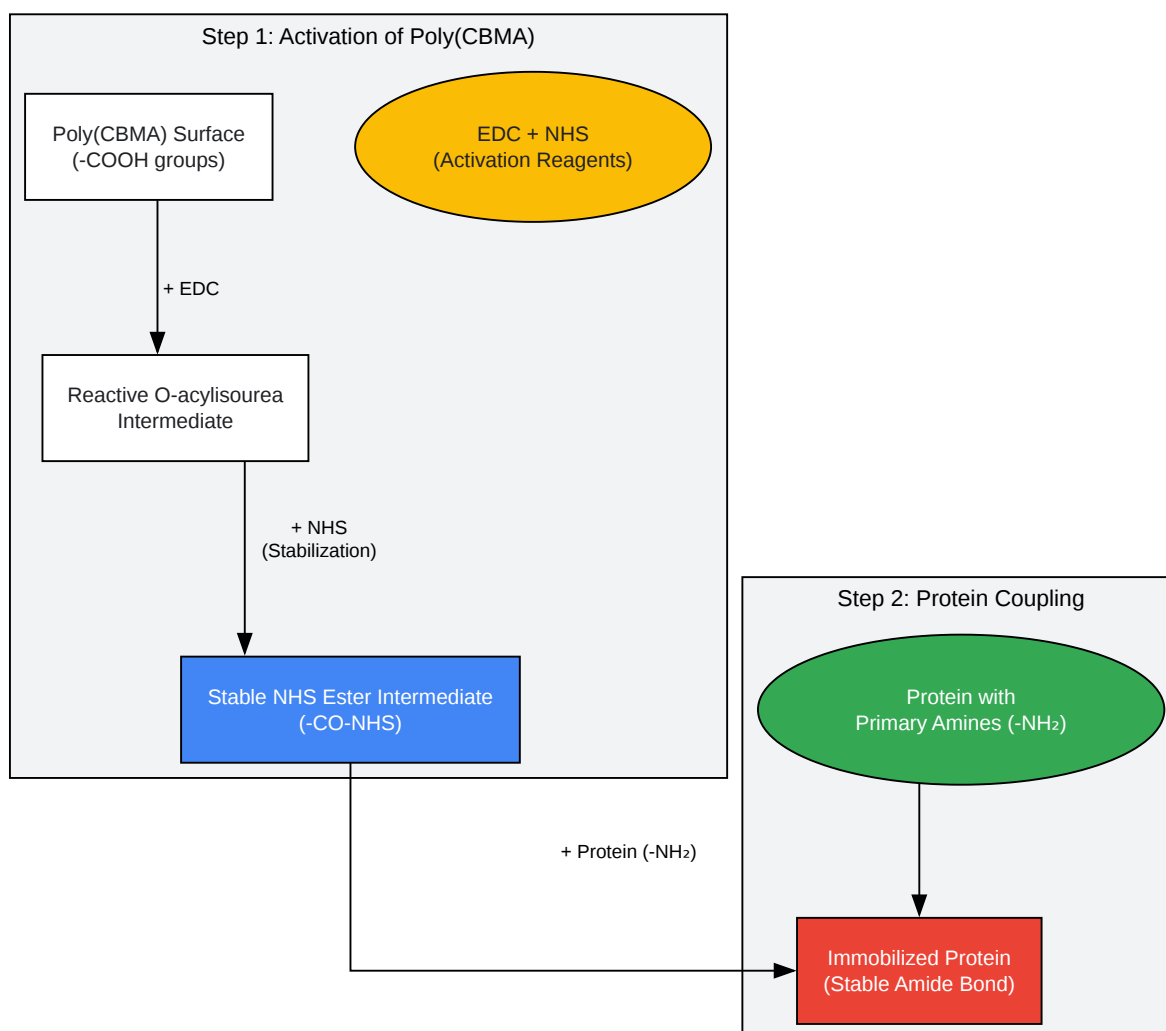 Step 1: Activation of Poly(CBMA)
Poly(CBMA) Surface
(-COOH groups)
EDC + NHS
(Activation Reagents)
+ EDC
Reactive O-acylisourea
Intermediate
+ NHS
(Stabilization)
Stable NHS Ester Intermediate
(-CO-NHS)
Step 2: Protein Coupling
Protein with
Primary Amines (-NH₂)
+ Protein (-NH₂)
Immobilized Protein
(Stable Amide Bond)